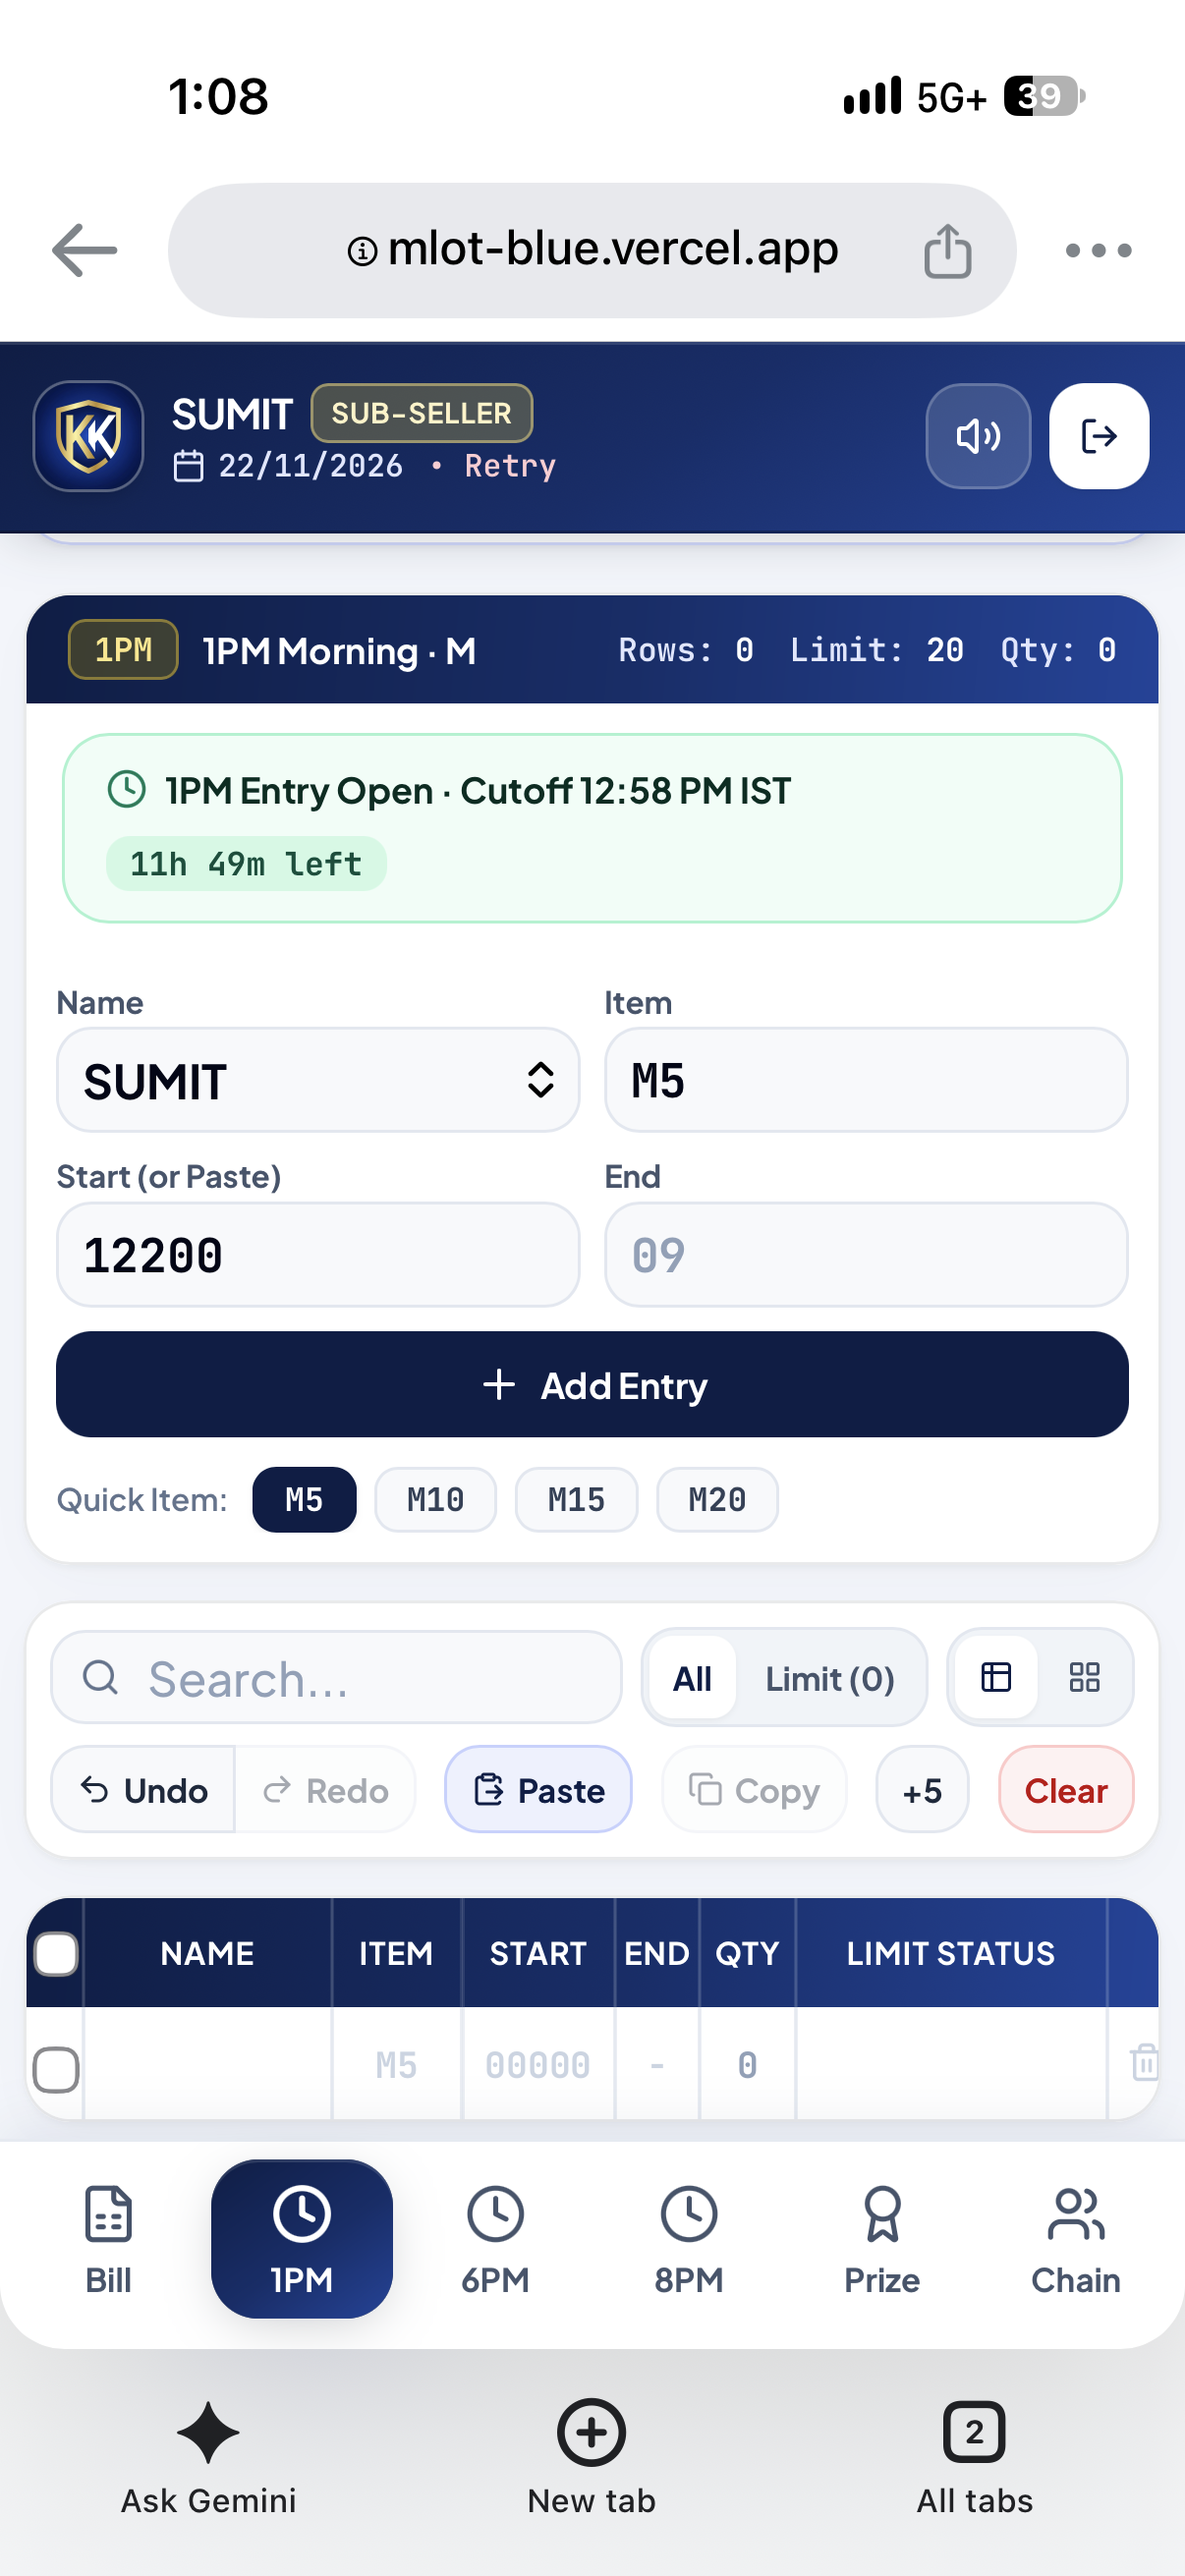 1:08 5G+ 39
mlot-blue.vercel.app
KK SUMIT SUB-SELLER
22/11/2026 • Retry
1PM 1PM Morning · M Rows: 0 Limit: 20 Qty: 0
1PM Entry Open · Cutoff 12:58 PM IST
11h 49m left
Name Item
SUMIT M5
Start (or Paste) End
12200 09
+ Add Entry
Quick Item: M5 M10 M15 M20
Search... All Limit (0)
Undo Redo Paste Copy +5 Clear
NAME ITEM START END QTY LIMIT STATUS
M5 00000 - 0
Bill 1PM 6PM 8PM Prize Chain
2
Ask Gemini New tab All tabs